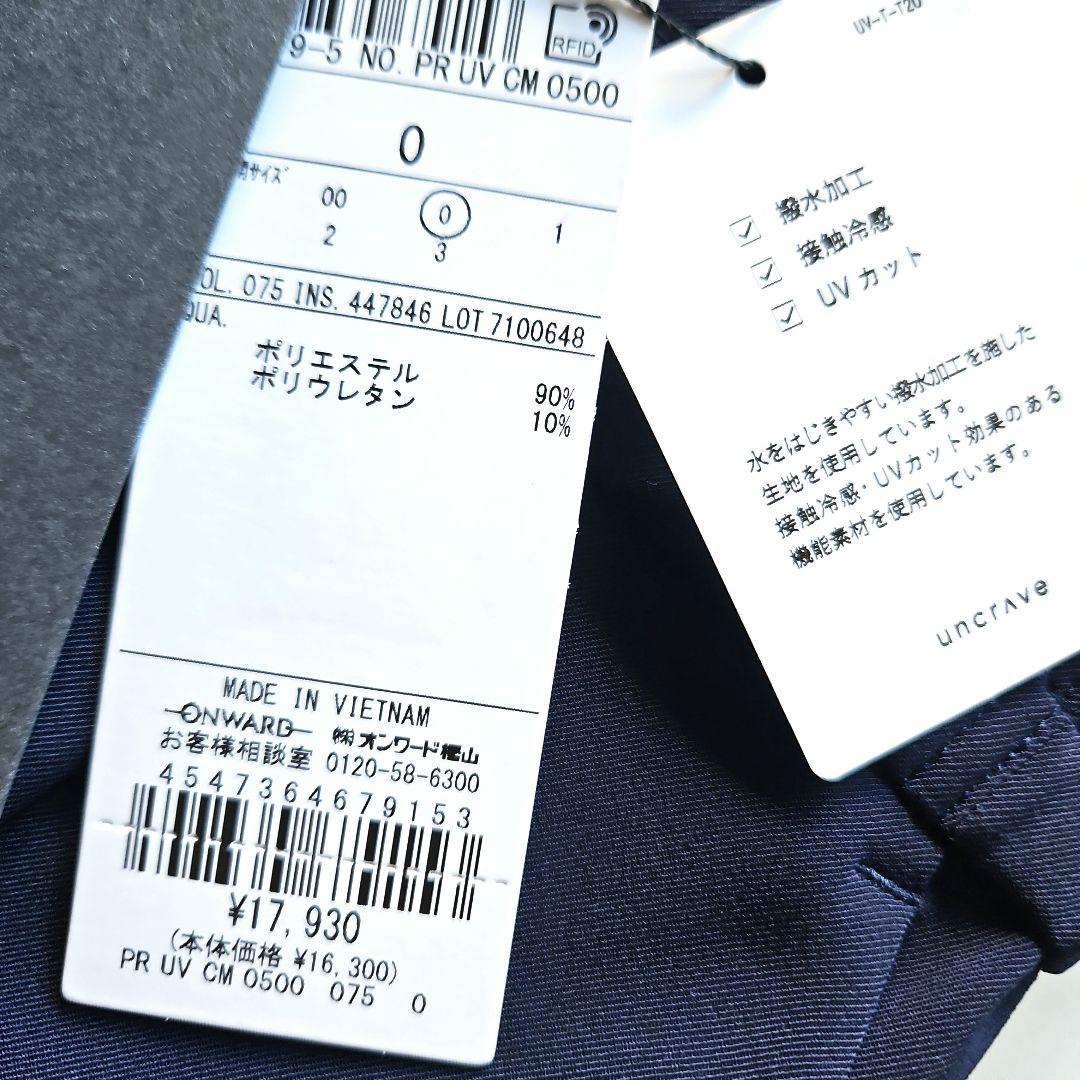 RFID
9-5 NO. PR UV CM 0500
0
サイズ
00 0 1
2 3
OL. 075 INS. 447846 LOT 7100648
QUA.
ポリエステル 90%
ポリウレタン 10%
MADE IN VIETNAM
ONWARD ㈱オンワード樫山
お客様相談室 0120-58-6300
4547364679153
¥17,930
(本体価格 ¥16,300)
PR UV CM 0500 075 0
UV-T-T20
撥水加工
接触冷感
UVカット
水をはじきやすい撥水加工を施した
生地を使用しています。
接触冷感・UVカット効果のある
機能素材を使用しています。
uncrave